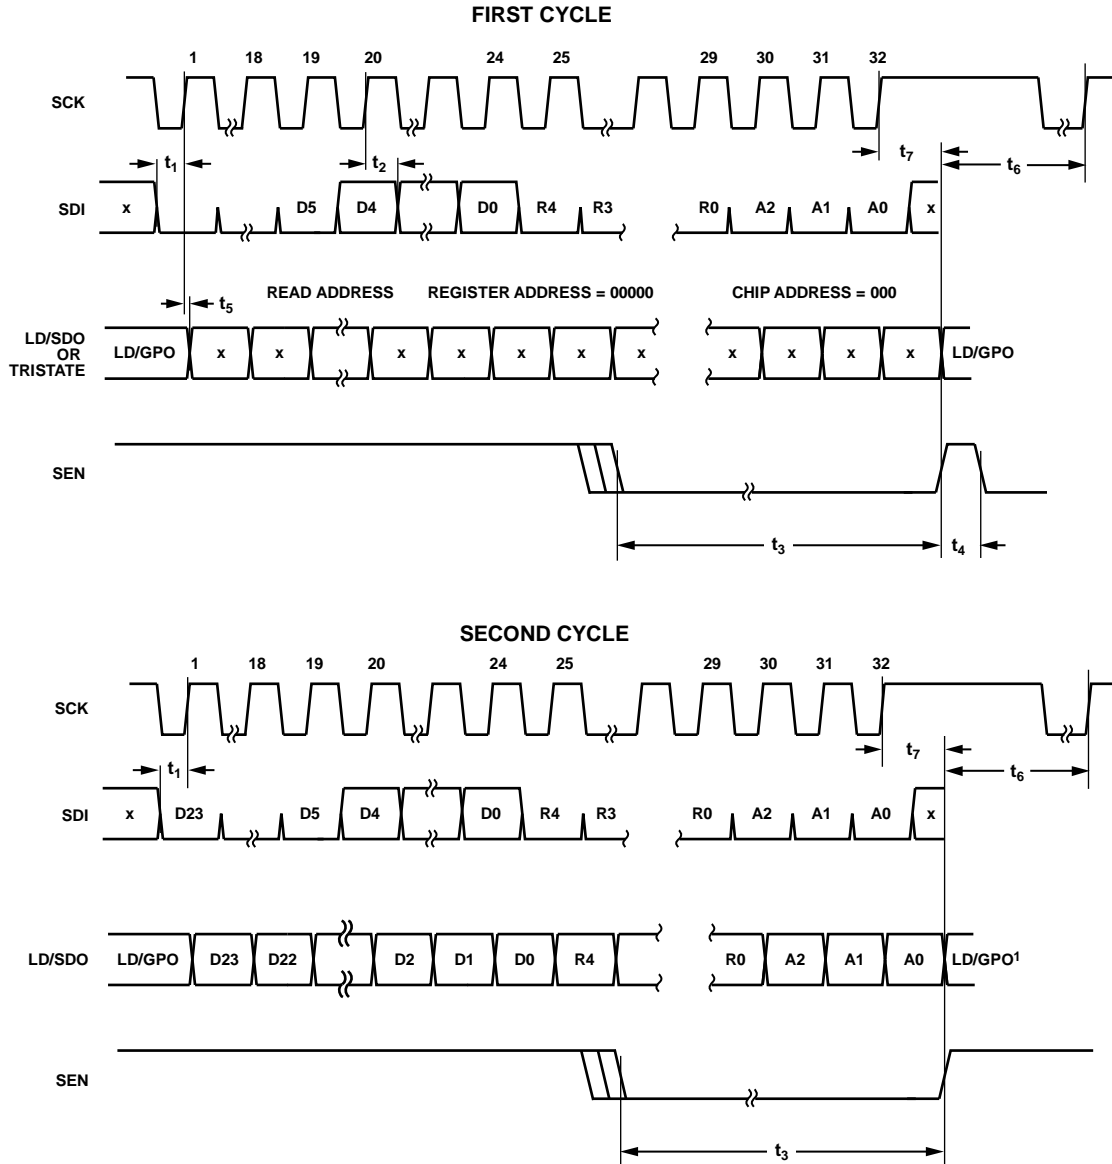 FIRST CYCLE
1 18 19 20 24 25 29 30 31 32
SCK
t1 t2 t7 t6
SDI x D5 D4 D0 R4 R3 R0 A2 A1 A0 x
READ ADDRESS REGISTER ADDRESS = 00000 CHIP ADDRESS = 000
t5
LD/SDO
OR
TRISTATE
LD/GPO x x x x x x x x x x x LD/GPO
SEN
t3 t4
SECOND CYCLE
1 18 19 20 24 25 29 30 31 32
SCK
t1 t7 t6
SDI x D23 D5 D4 D0 R4 R3 R0 A2 A1 A0 x
LD/SDO LD/GPO D23 D22 D2 D1 D0 R4 R0 A2 A1 A0 LD/GPO1
SEN
t3